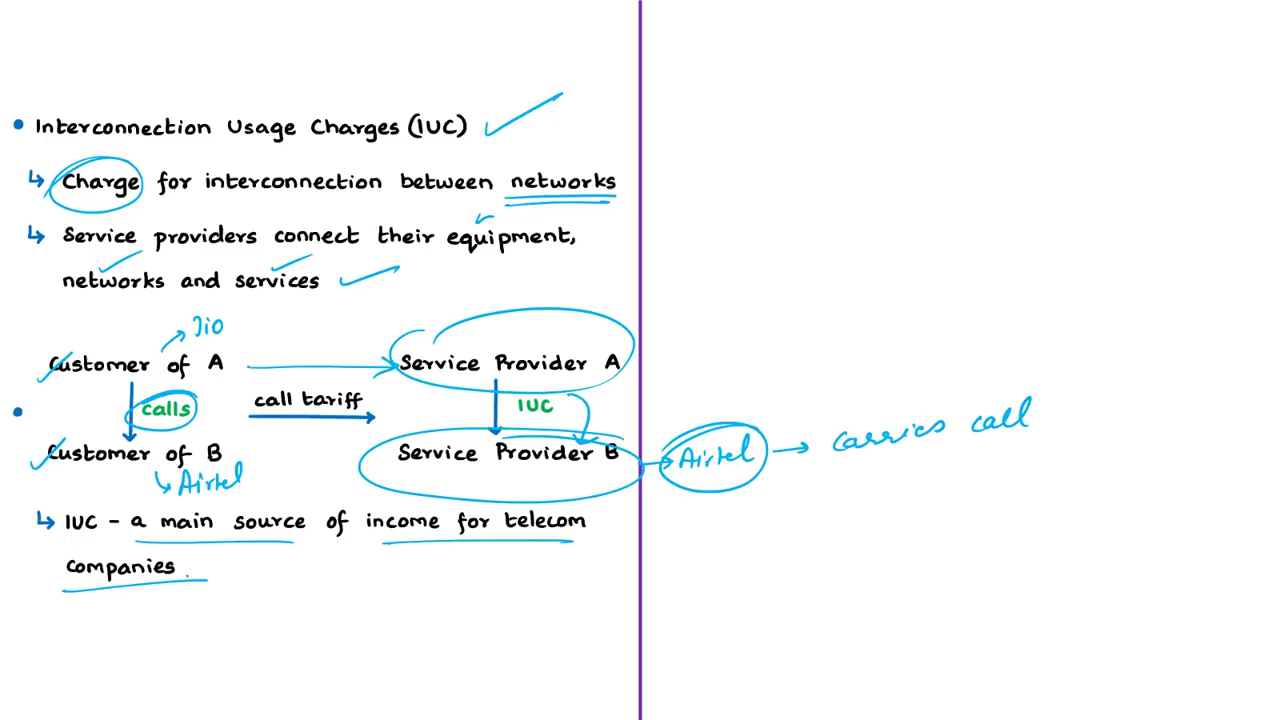 Interconnection Usage Charges (IUC)
Charge for interconnection between networks
Service providers connect their equipment,
networks and services
Jio
Customer of A
Service Provider A
calls
call tariff
IUC
Customer of B
Service Provider B
Airtel
Airtel
carries call
IUC - a main source of income for telecom
companies.